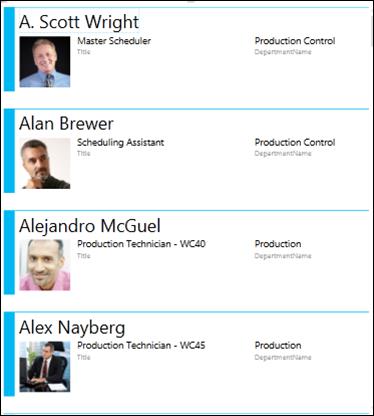 A. Scott Wright
Master Scheduler Production Control
Title DepartmentName
Alan Brewer
Scheduling Assistant Production Control
Title DepartmentName
Alejandro McGuel
Production Technician - WC40 Production
Title DepartmentName
Alex Nayberg
Production Technician - WC45 Production
Title DepartmentName